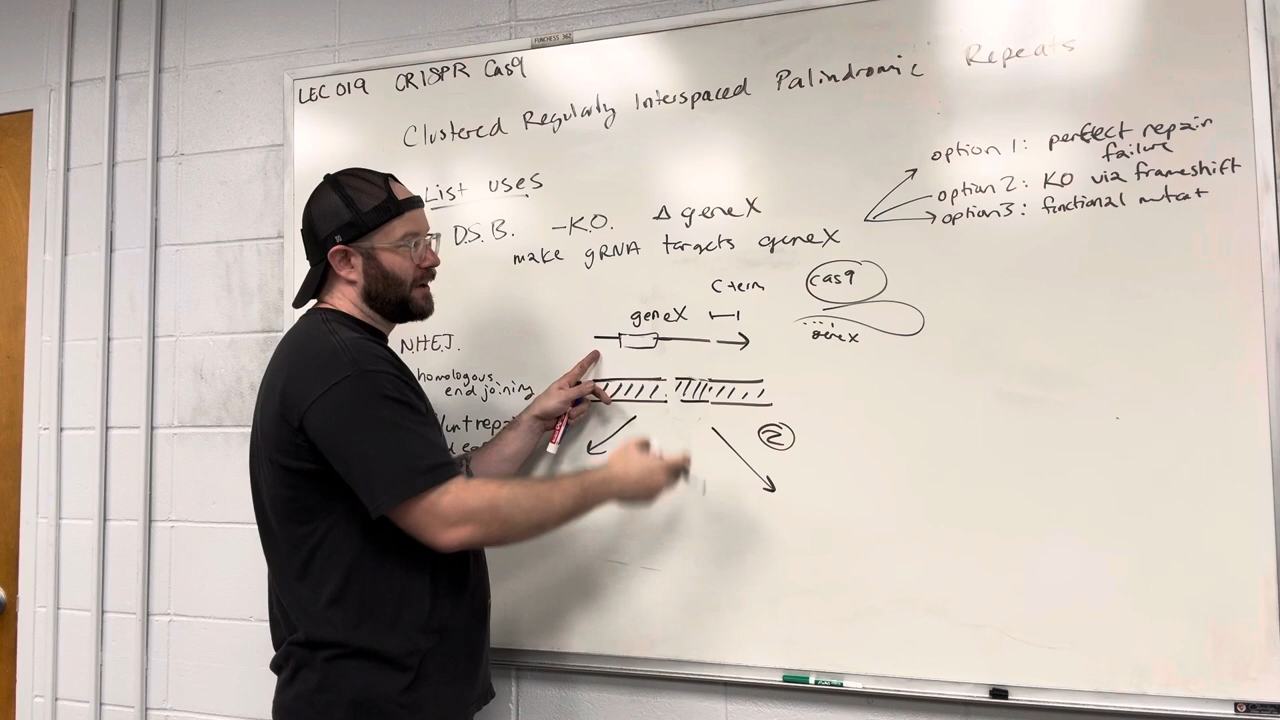 FUNCHESS 362
LEC 019 CRISPR Cas9
Clustered Regularly Interspaced Palindromic Repeats
List uses
D.S.B. -K.O. Δ geneX
make gRNA targets geneX
option 1: perfect repair
failure
option 2: KO via frameshift
option 3: functional mutant
C term
cas9
geneX
geneX
N.H.E.J.
homologous
end joining
②